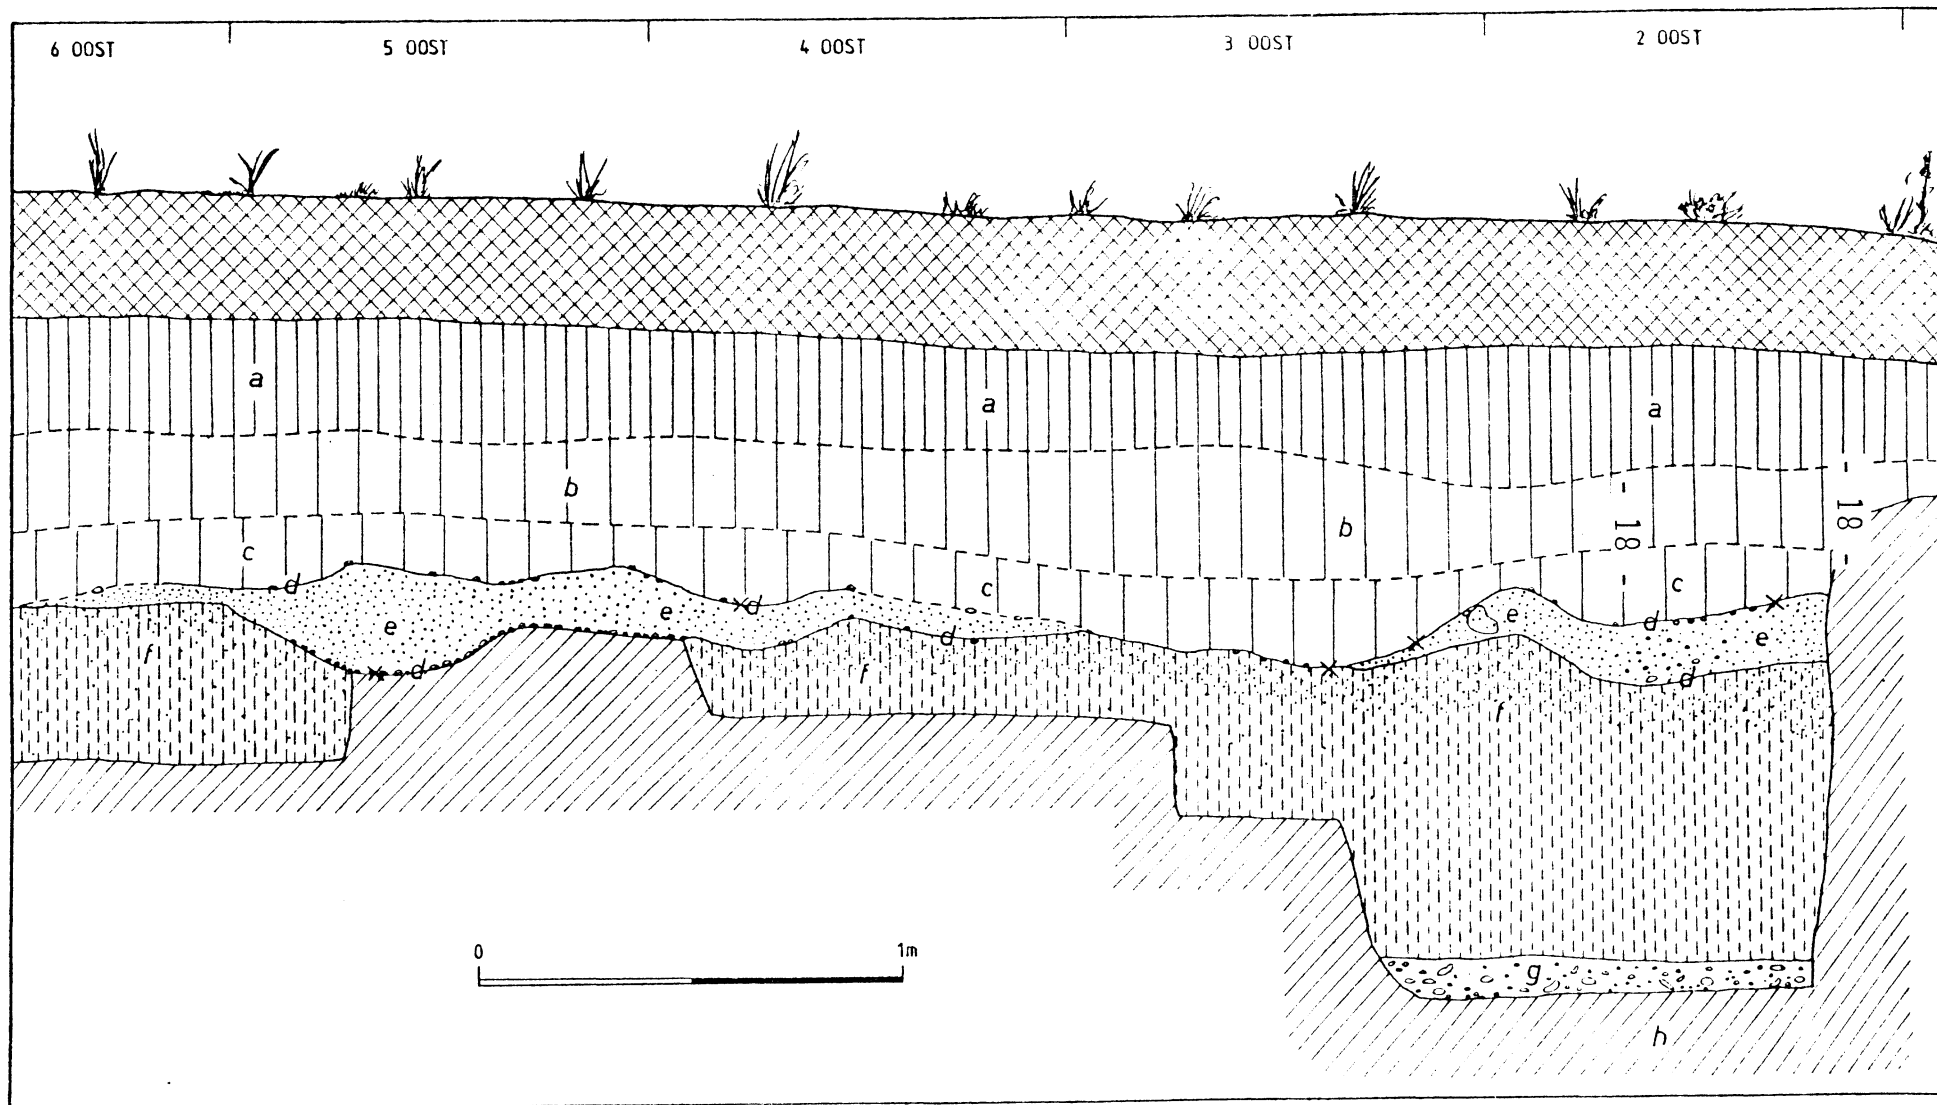 6 OOST 5 OOST 4 OOST 3 OOST 2 OOST
a a a
b b
18 18
c c c
d d d d
e e e e
d d d
f f f
0 1m
g
h